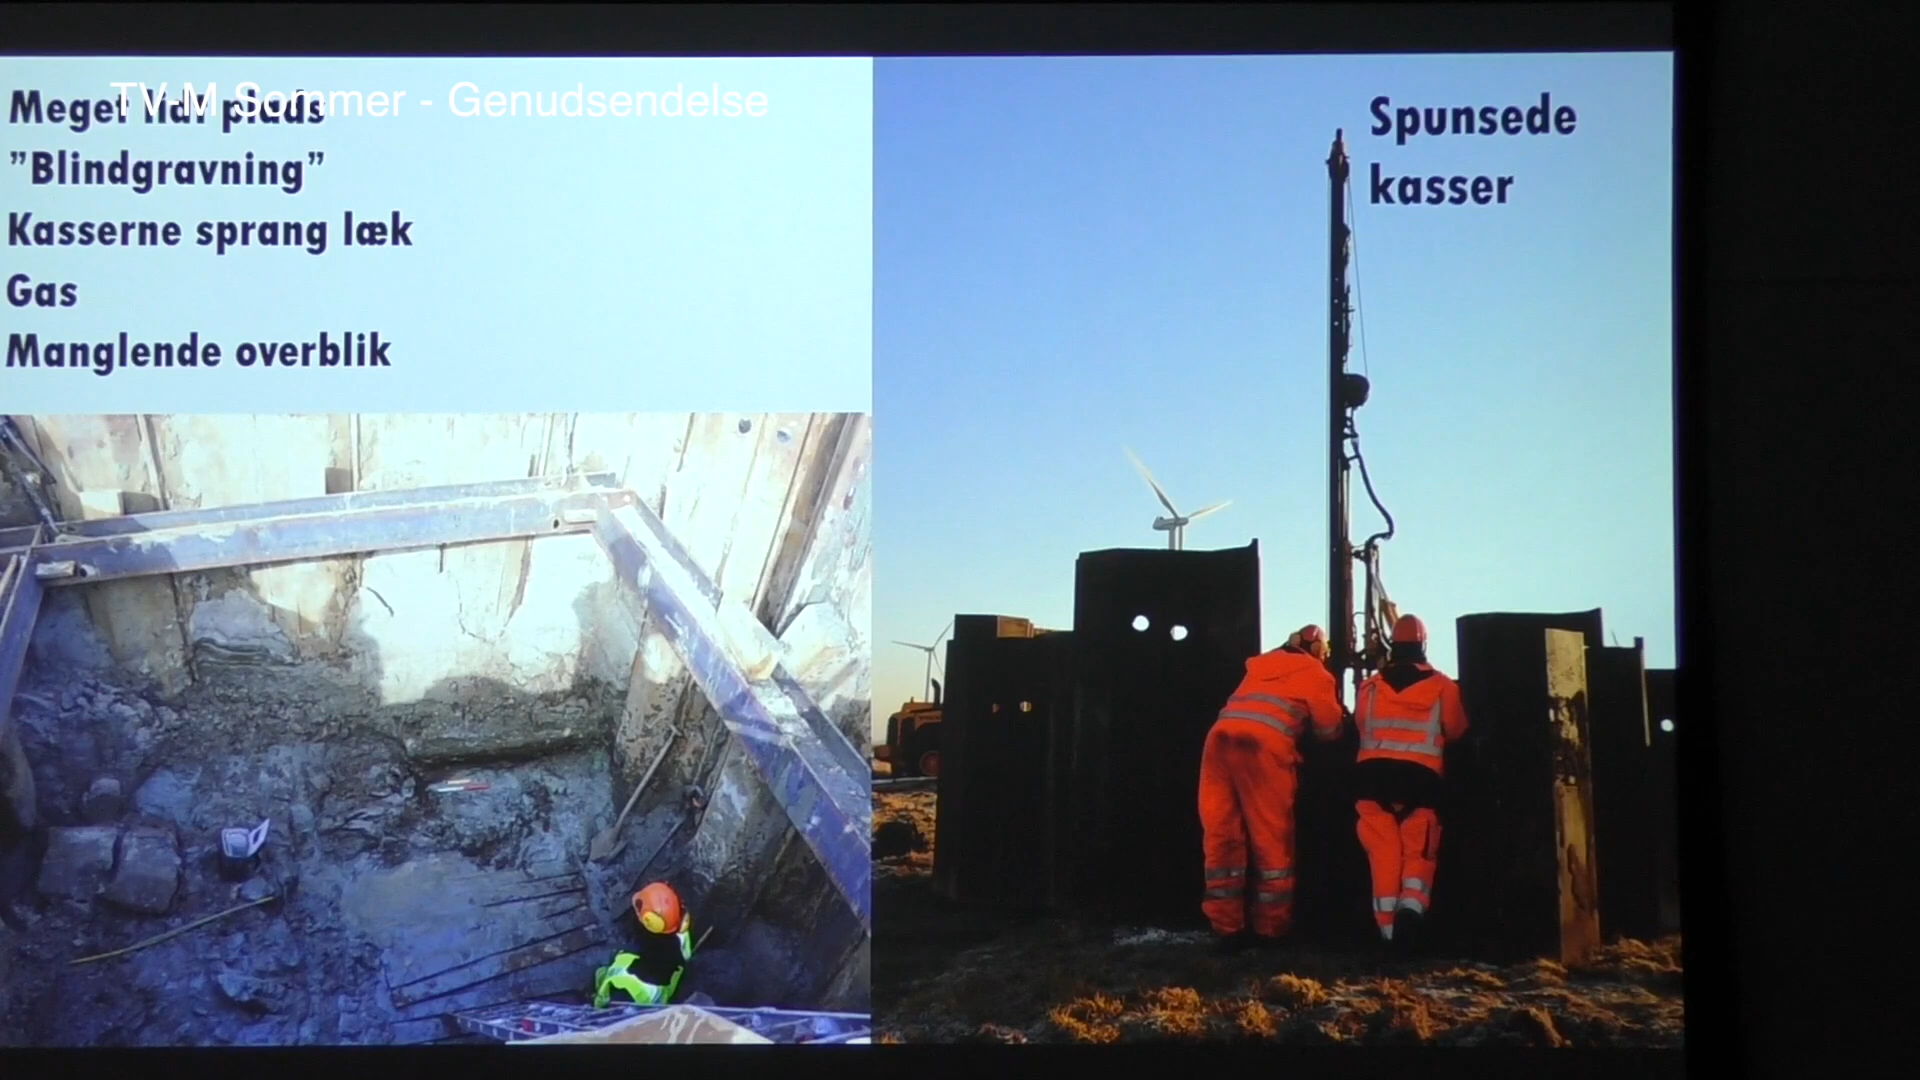 TV-M Sommer - Genudsendelse
Meget lidt plads
”Blindgravning”
Kasserne sprang læk
Gas
Manglende overblik
Spunsede
kasser